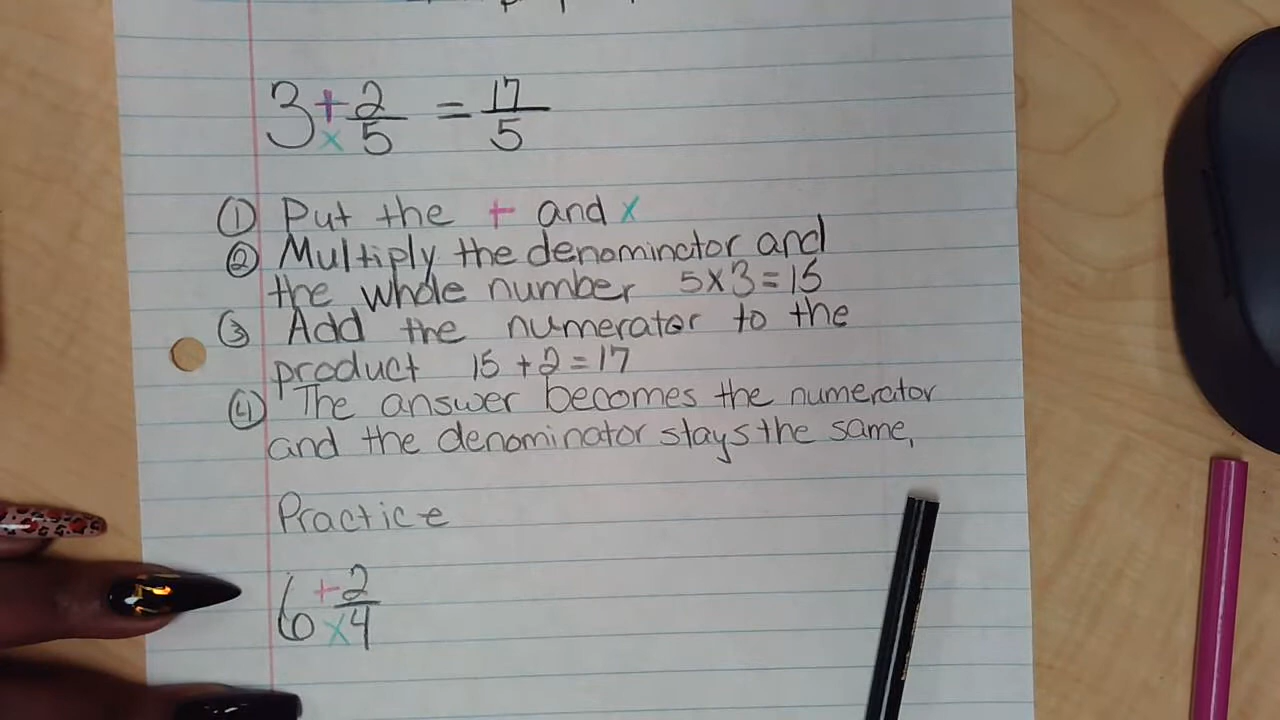 3 + 2/5 = 17/5
x
① Put the + and x
② Multiply the denominator and
the whole number 5x3=15
③ Add the numerator to the
product 15+2=17
④ The answer becomes the numerator
and the denominator stays the same,
Practice
6 + 2/4
x